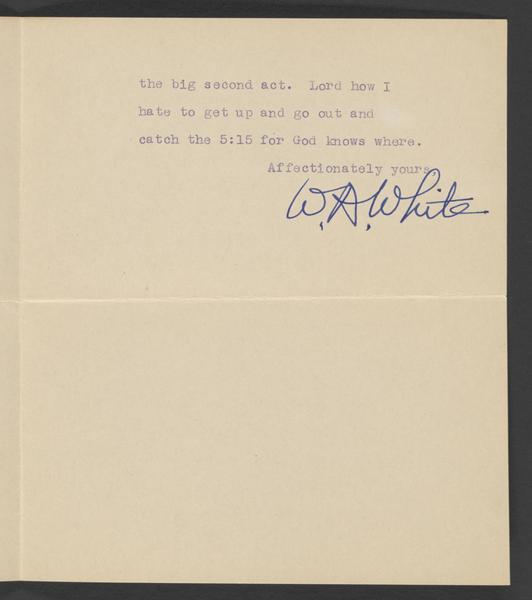 the big second act.  Lord how I
hate to get up and go out and
catch the 5:15 for God knows where.
Affectionately yours,
W. A. White